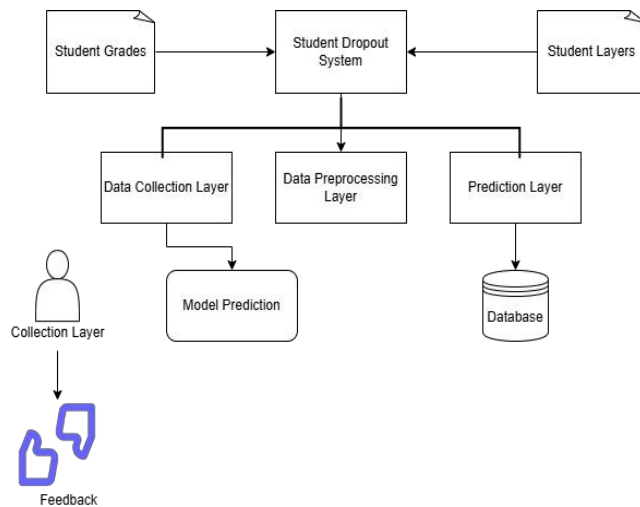 Student Grades
Student Dropout
System
Student Layers
Data Collection Layer
Data Preprocessing
Layer
Prediction Layer
Model Prediction
Database
Collection Layer
Feedback